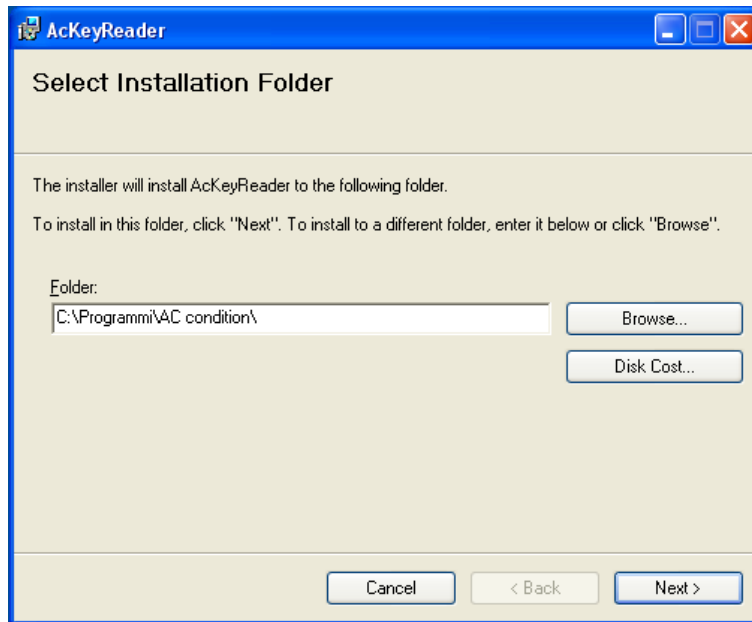 AcKeyReader
Select Installation Folder
The installer will install AcKeyReader to the following folder.
To install in this folder, click "Next". To install to a different folder, enter it below or click "Browse".
Folder:
C:\Programmi\AC condition\
Browse...
Disk Cost...
Cancel
< Back
Next >